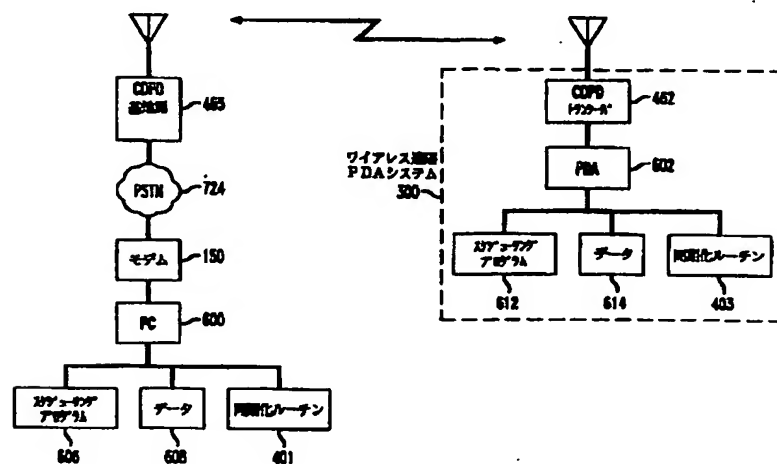 CDPD
基地局
465
PSTN
724
モデム
150
PC
600
スケジューリング
プログラム
606
データ
608
同期化ルーチン
401
CDPD
トランシーバ
462
ワイアレス
PDAシステム
300
PDA
602
スケジューリング
プログラム
612
データ
614
同期化ルーチン
403